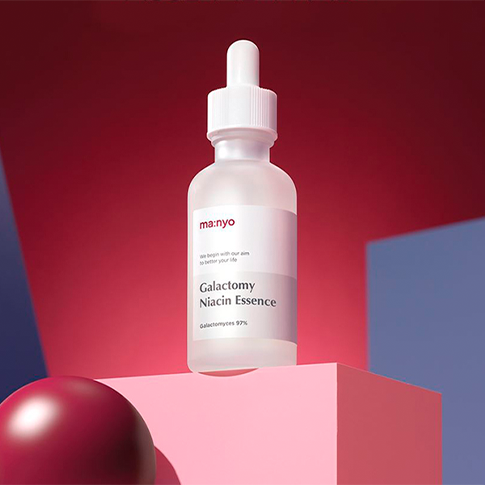 ma:nyo
We begin with our aim
to better your life
Galactomy
Niacin Essence
Galactomyces 97%